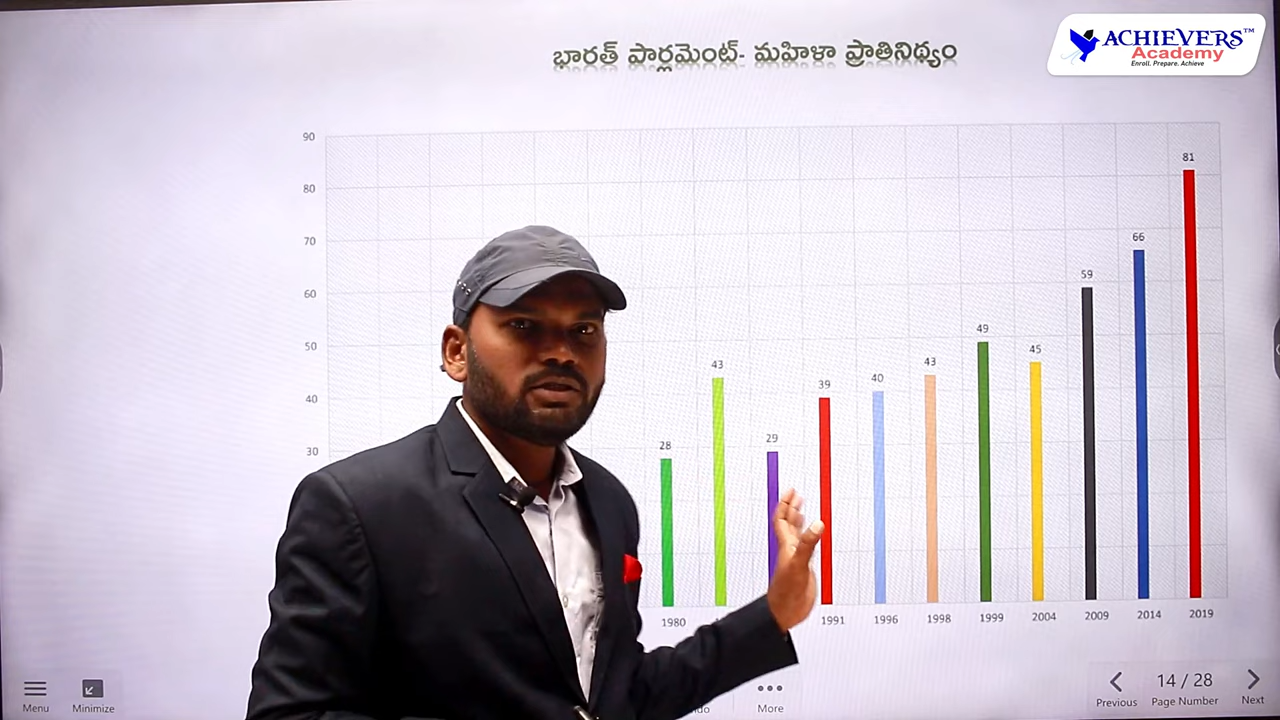 భారత్ పార్లమెంట్- మహిళా ప్రాతినిథ్యం
ACHIEVERS™
Academy
Enroll. Prepare. Achieve
90
80
70
60
50
40
30
28
43
29
39
40
43
49
45
59
66
81
1980
1991
1996
1998
1999
2004
2009
2014
2019
Menu
Minimize
More
Previous
14 / 28
Page Number
Next